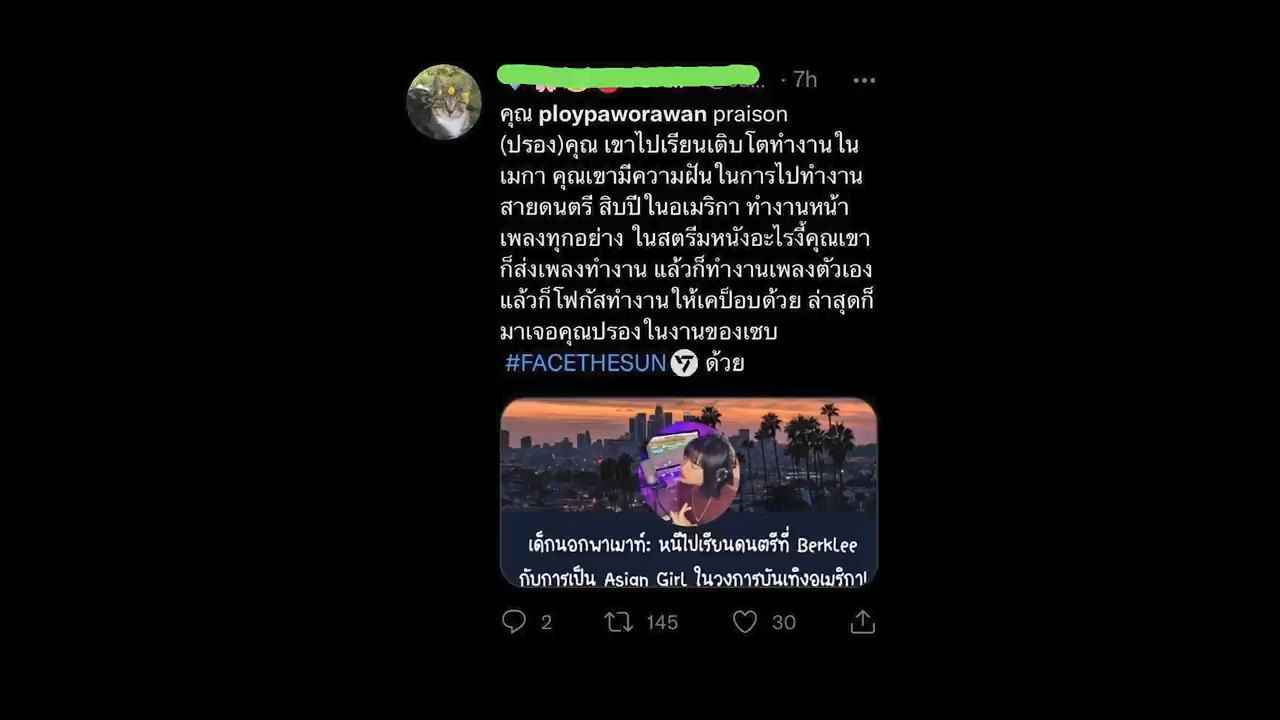 · 7h
คุณ ploypaworawan praison
(ปรอง)คุณ เขาไปเรียนเติบโตทำงานใน
เมกา คุณเขามีความฝันในการไปทำงาน
สายดนตรี สิบปีในอเมริกา ทำงานหน้า
เพลงทุกอย่าง ในสตรีมหนังอะไรงี้คุณเขา
ก็ส่งเพลงทำงาน แล้วก็ทำงานเพลงตัวเอง
แล้วก็โฟกัสทำงานให้เคป็อบด้วย ล่าสุดก็
มาเจอคุณปรองในงานของเซบ
#FACETHESUN ด้วย
เด็กนอกพาเมาท์: หนีไปเรียนดนตรีที่ Berklee
กับการเป็น Asian Girl ในวงการบันเทิงอเมริกา!
2 145 30